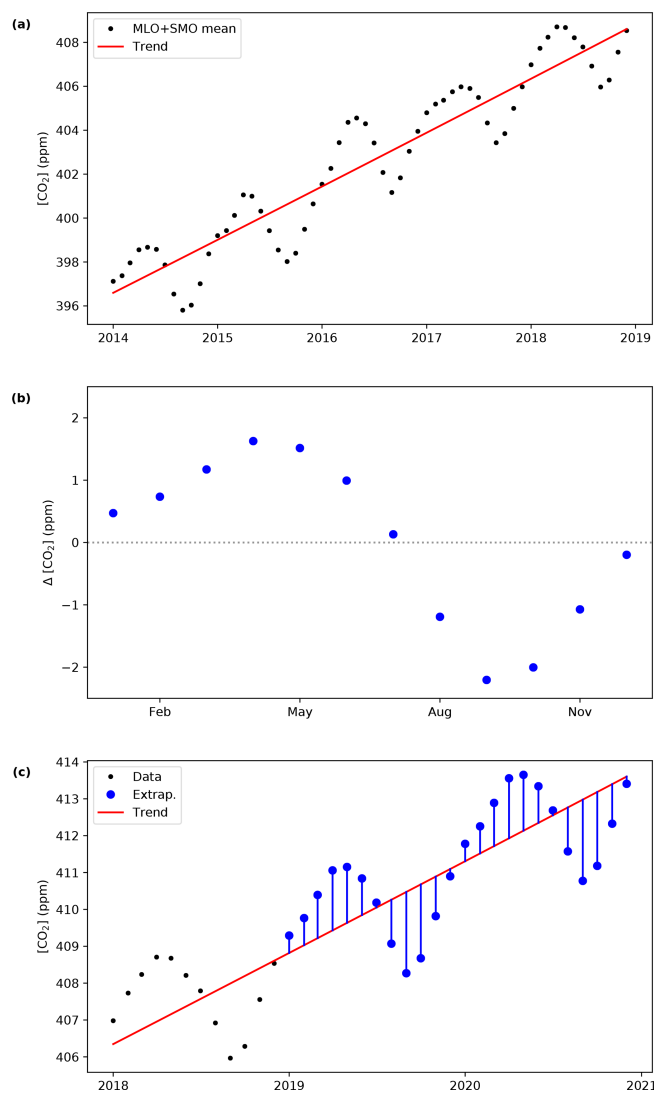 (a)
MLO+SMO mean
Trend
[CO₂] (ppm)
408
406
404
402
400
398
396
2014 2015 2016 2017 2018 2019
(b)
Δ [CO₂] (ppm)
2
1
0
−1
−2
Feb May Aug Nov
(c)
Data
Extrap.
Trend
[CO₂] (ppm)
414
413
412
411
410
409
408
407
406
2018 2019 2020 2021